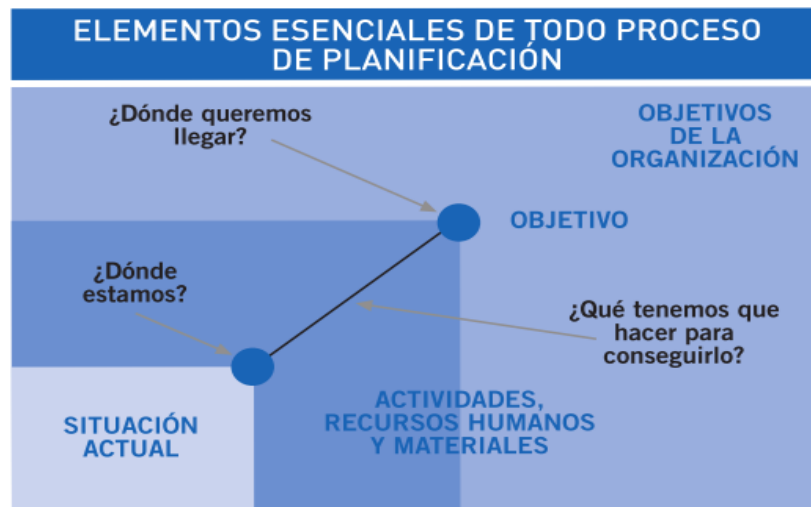 ELEMENTOS ESENCIALES DE TODO PROCESO
DE PLANIFICACIÓN
¿Dónde queremos
llegar?
OBJETIVOS
DE LA
ORGANIZACIÓN
OBJETIVO
¿Dónde
estamos?
¿Qué tenemos que
hacer para
conseguirlo?
SITUACIÓN
ACTUAL
ACTIVIDADES,
RECURSOS HUMANOS
Y MATERIALES